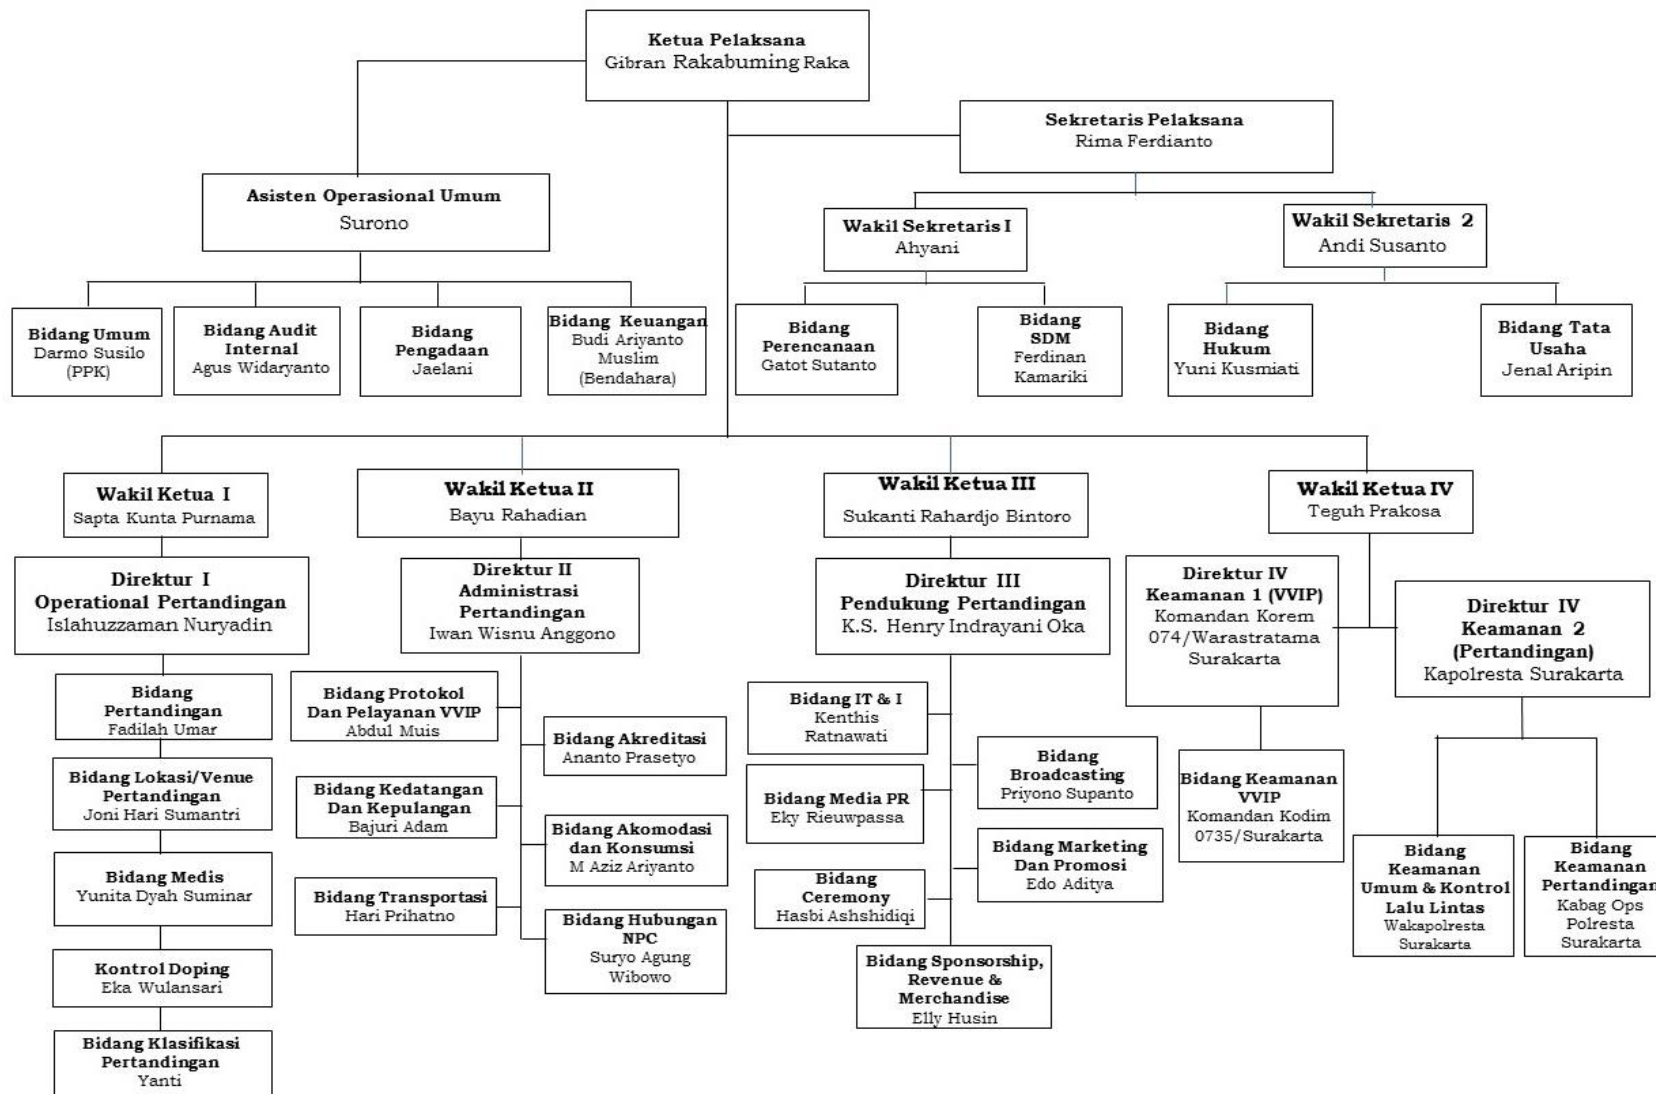 Ketua Pelaksana
Gibran Rakabuming Raka
Sekretaris Pelaksana
Rima Ferdianto
Asisten Operasional Umum
Surono
Wakil Sekretaris I
Ahyani
Wakil Sekretaris 2
Andi Susanto
Bidang Umum
Darmo Susilo
(PPK)
Bidang Audit
Internal
Agus Widaryanto
Bidang
Pengadaan
Jaelani
Bidang Keuangan
Budi Ariyanto
Muslim
(Bendahara)
Bidang
Perencanaan
Gatot Sutanto
Bidang
SDM
Ferdinan
Kamariki
Bidang
Hukum
Yuni Kusmiati
Bidang Tata
Usaha
Jenal Aripin
Wakil Ketua I
Sapta Kunta Purnama
Wakil Ketua II
Bayu Rahadian
Wakil Ketua III
Sukanti Rahardjo Bintoro
Wakil Ketua IV
Teguh Prakosa
Direktur I
Operational Pertandingan
Islahuzzaman Nuryadin
Direktur II
Administrasi
Pertandingan
Iwan Wisnu Anggono
Direktur III
Pendukung Pertandingan
K.S. Henry Indrayani Oka
Direktur IV
Keamanan 1 (VVIP)
Komandan Korem
074/Warastratama
Surakarta
Direktur IV
Keamanan 2
(Pertandingan)
Kapolresta Surakarta
Bidang
Pertandingan
Fadilah Umar
Bidang Lokasi/Venue
Pertandingan
Joni Hari Sumantri
Bidang Medis
Yunita Dyah Suminar
Kontrol Doping
Eka Wulansari
Bidang Klasifikasi
Pertandingan
Yanti
Bidang Protokol
Dan Pelayanan VVIP
Abdul Muis
Bidang Akreditasi
Ananto Prasetyo
Bidang Kedatangan
Dan Kepulangan
Bajuri Adam
Bidang Akomodasi
dan Konsumsi
M Aziz Ariyanto
Bidang Transportasi
Hari Prihatno
Bidang Hubungan
NPC
Suryo Agung
Wibowo
Bidang IT & I
Kenthis
Ratnawati
Bidang
Broadcasting
Priyono Supanto
Bidang Media PR
Eky Rieuwpassa
Bidang Marketing
Dan Promosi
Edo Aditya
Bidang
Ceremony
Hasbi Ashshidiqi
Bidang Sponsorship,
Revenue &
Merchandise
Elly Husin
Bidang Keamanan
VVIP
Komandan Kodim
0735/Surakarta
Bidang
Keamanan
Umum & Kontrol
Lalu Lintas
Wakapolresta
Surakarta
Bidang
Keamanan
Pertandingan
Kabag Ops
Polresta
Surakarta